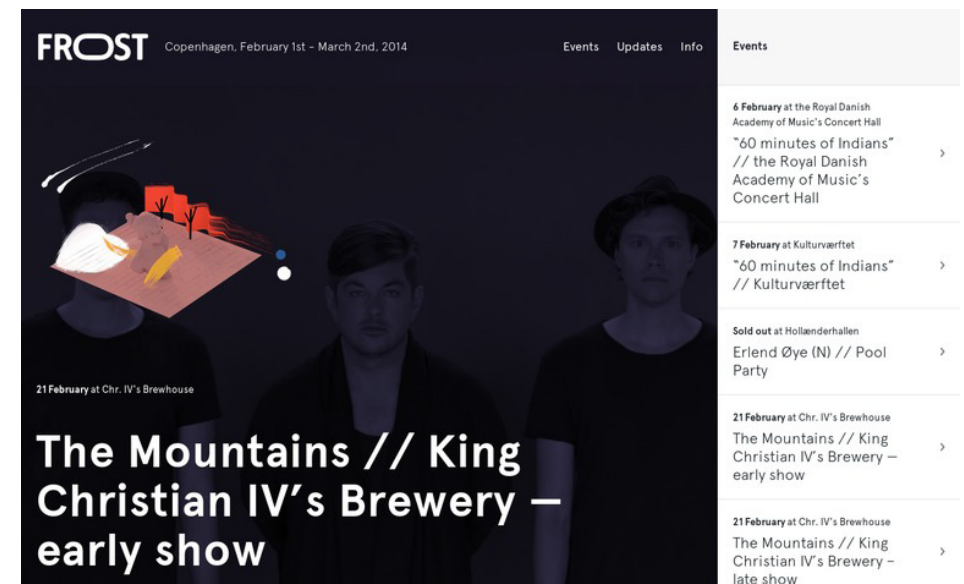 FROST
Copenhagen, February 1st – March 2nd, 2014
Events Updates Info
21 February at Chr. IV's Brewhouse
The Mountains // King
Christian IV's Brewery —
early show
Events
6 February at the Royal Danish
Academy of Music's Concert Hall
"60 minutes of Indians"
// the Royal Danish
Academy of Music's
Concert Hall
7 February at Kulturværftet
"60 minutes of Indians"
// Kulturværftet
Sold out at Hollænderhallen
Erlend Øye (N) // Pool
Party
21 February at Chr. IV's Brewhouse
The Mountains // King
Christian IV's Brewery —
early show
21 February at Chr. IV's Brewhouse
The Mountains // King
Christian IV's Brewery –
late show